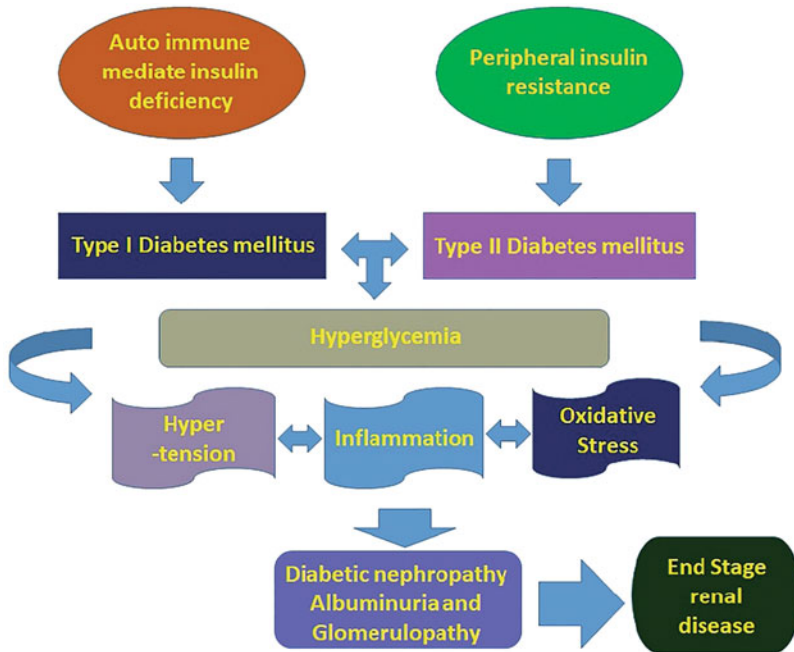 Auto immune
mediate insulin
deficiency
Peripheral insulin
resistance
Type I Diabetes mellitus
Type II Diabetes mellitus
Hyperglycemia
Hyper
-tension
Inflammation
Oxidative
Stress
Diabetic nephropathy
Albuminuria and
Glomerulopathy
End Stage
renal
disease